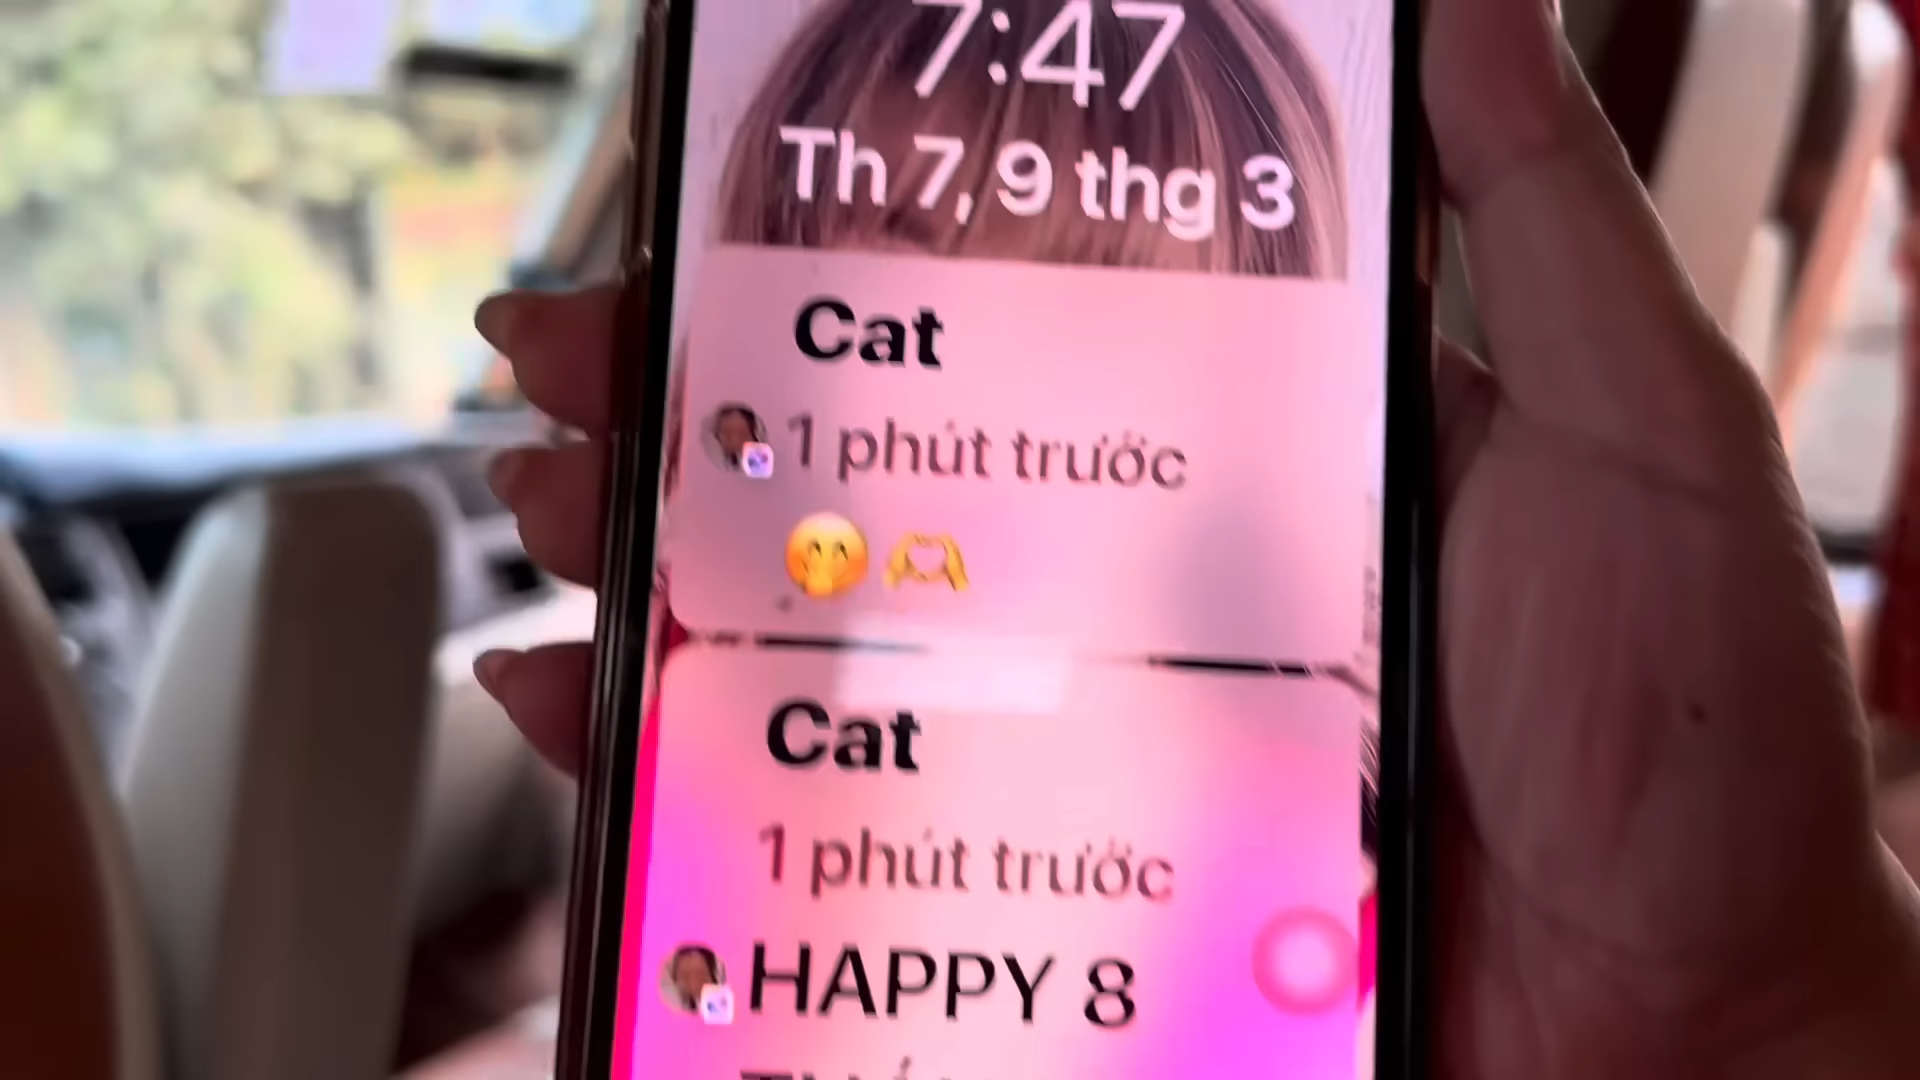 7:47
Th 7, 9 thg 3
Cat
1 phút trước
🤭 🫶
Cat
1 phút trước
HAPPY 8